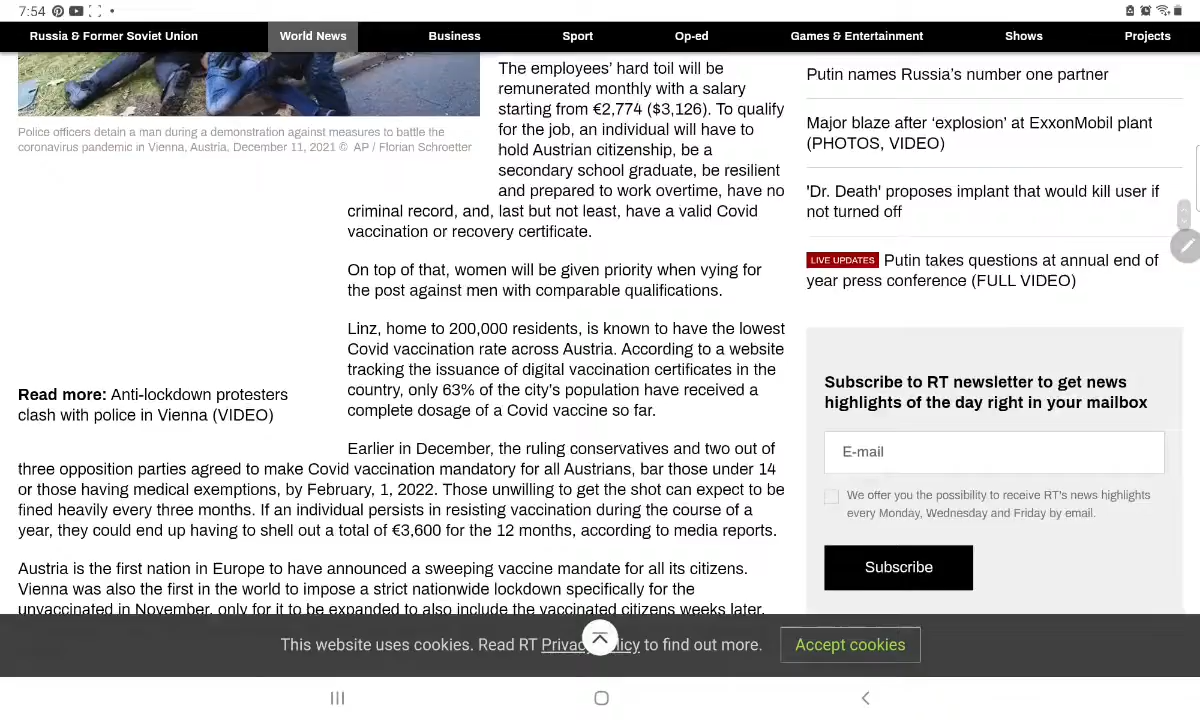 7:54
Russia & Former Soviet Union World News Business Sport Op-ed Games & Entertainment Shows Projects
Police officers detain a man during a demonstration against measures to battle the
coronavirus pandemic in Vienna, Austria, December 11, 2021 © AP / Florian Schroetter
The employees’ hard toil will be
remunerated monthly with a salary
starting from €2,774 ($3,126). To qualify
for the job, an individual will have to
hold Austrian citizenship, be a
secondary school graduate, be resilient
and prepared to work overtime, have no
criminal record, and, last but not least, have a valid Covid
vaccination or recovery certificate.
On top of that, women will be given priority when vying for
the post against men with comparable qualifications.
Linz, home to 200,000 residents, is known to have the lowest
Covid vaccination rate across Austria. According to a website
tracking the issuance of digital vaccination certificates in the
country, only 63% of the city’s population have received a
complete dosage of a Covid vaccine so far.
Read more: Anti-lockdown protesters
clash with police in Vienna (VIDEO)
Earlier in December, the ruling conservatives and two out of
three opposition parties agreed to make Covid vaccination mandatory for all Austrians, bar those under 14
or those having medical exemptions, by February, 1, 2022. Those unwilling to get the shot can expect to be
fined heavily every three months. If an individual persists in resisting vaccination during the course of a
year, they could end up having to shell out a total of €3,600 for the 12 months, according to media reports.
Austria is the first nation in Europe to have announced a sweeping vaccine mandate for all its citizens.
Vienna was also the first in the world to impose a strict nationwide lockdown specifically for the
unvaccinated in November, only for it to be expanded to also include the vaccinated citizens weeks later.
Putin names Russia’s number one partner
Major blaze after ‘explosion’ at ExxonMobil plant
(PHOTOS, VIDEO)
'Dr. Death' proposes implant that would kill user if
not turned off
LIVE UPDATES Putin takes questions at annual end of
year press conference (FULL VIDEO)
Subscribe to RT newsletter to get news
highlights of the day right in your mailbox
E-mail
We offer you the possibility to receive RT's news highlights
every Monday, Wednesday and Friday by email.
Subscribe
This website uses cookies. Read RT to find out more.
Accept cookies